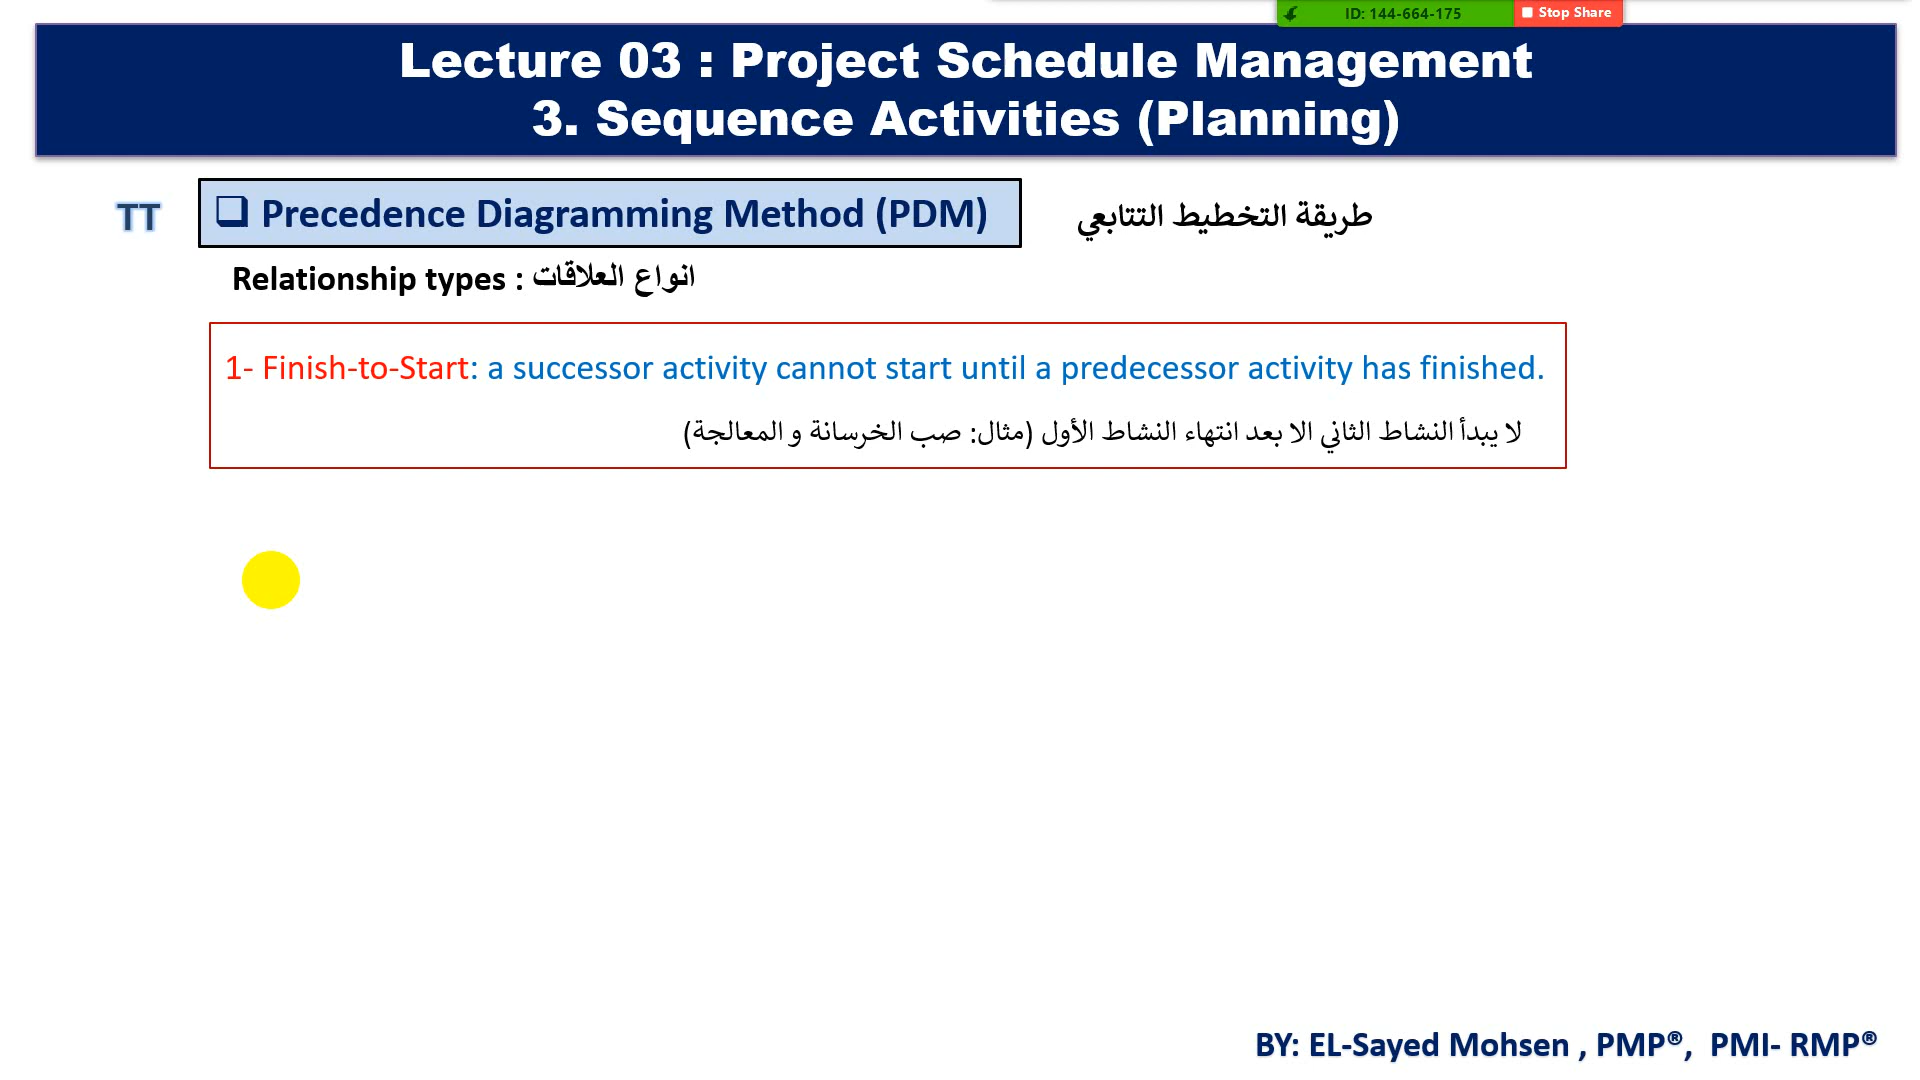 ID: 144-664-175 Stop Share
Lecture 03 : Project Schedule Management
3. Sequence Activities (Planning)
TT ❑ Precedence Diagramming Method (PDM) طريقة التخطيط التتابعي
Relationship types : انواع العلاقات
1- Finish-to-Start: a successor activity cannot start until a predecessor activity has finished.
لا يبدأ النشاط الثاني الا بعد انتهاء النشاط الأول (مثال: صب الخرسانة و المعالجة)
BY: EL-Sayed Mohsen , PMP®, PMI- RMP®